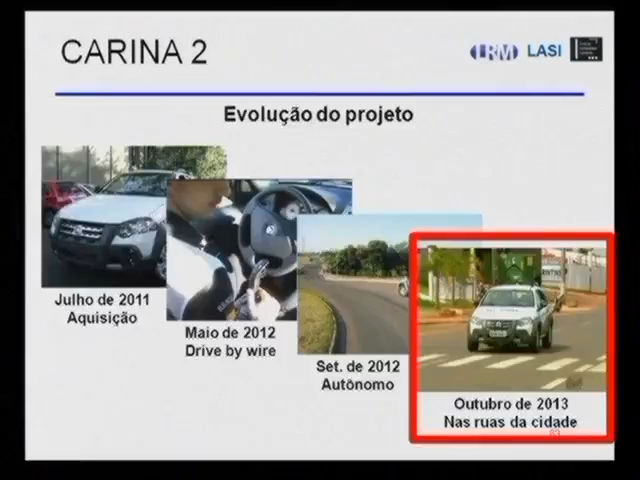 CARINA 2
LRM LASI
Evolução do projeto
Julho de 2011
Aquisição
Maio de 2012
Drive by wire
Set. de 2012
Autônomo
Outubro de 2013
Nas ruas da cidade